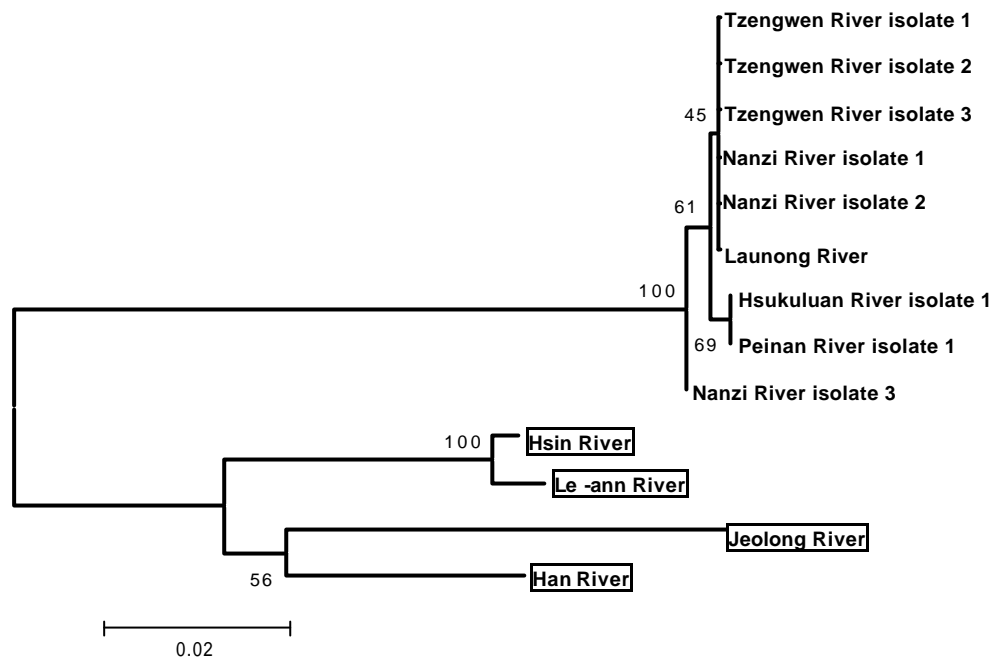 Tzengwen River isolate 1
Tzengwen River isolate 2
45
Tzengwen River isolate 3
Nanzi River isolate 1
61
Nanzi River isolate 2
Launong River
100
Hsukuluan River isolate 1
69
Peinan River isolate 1
Nanzi River isolate 3
100
Hsin River
Le -ann River
Jeolong River
56
Han River
0.02